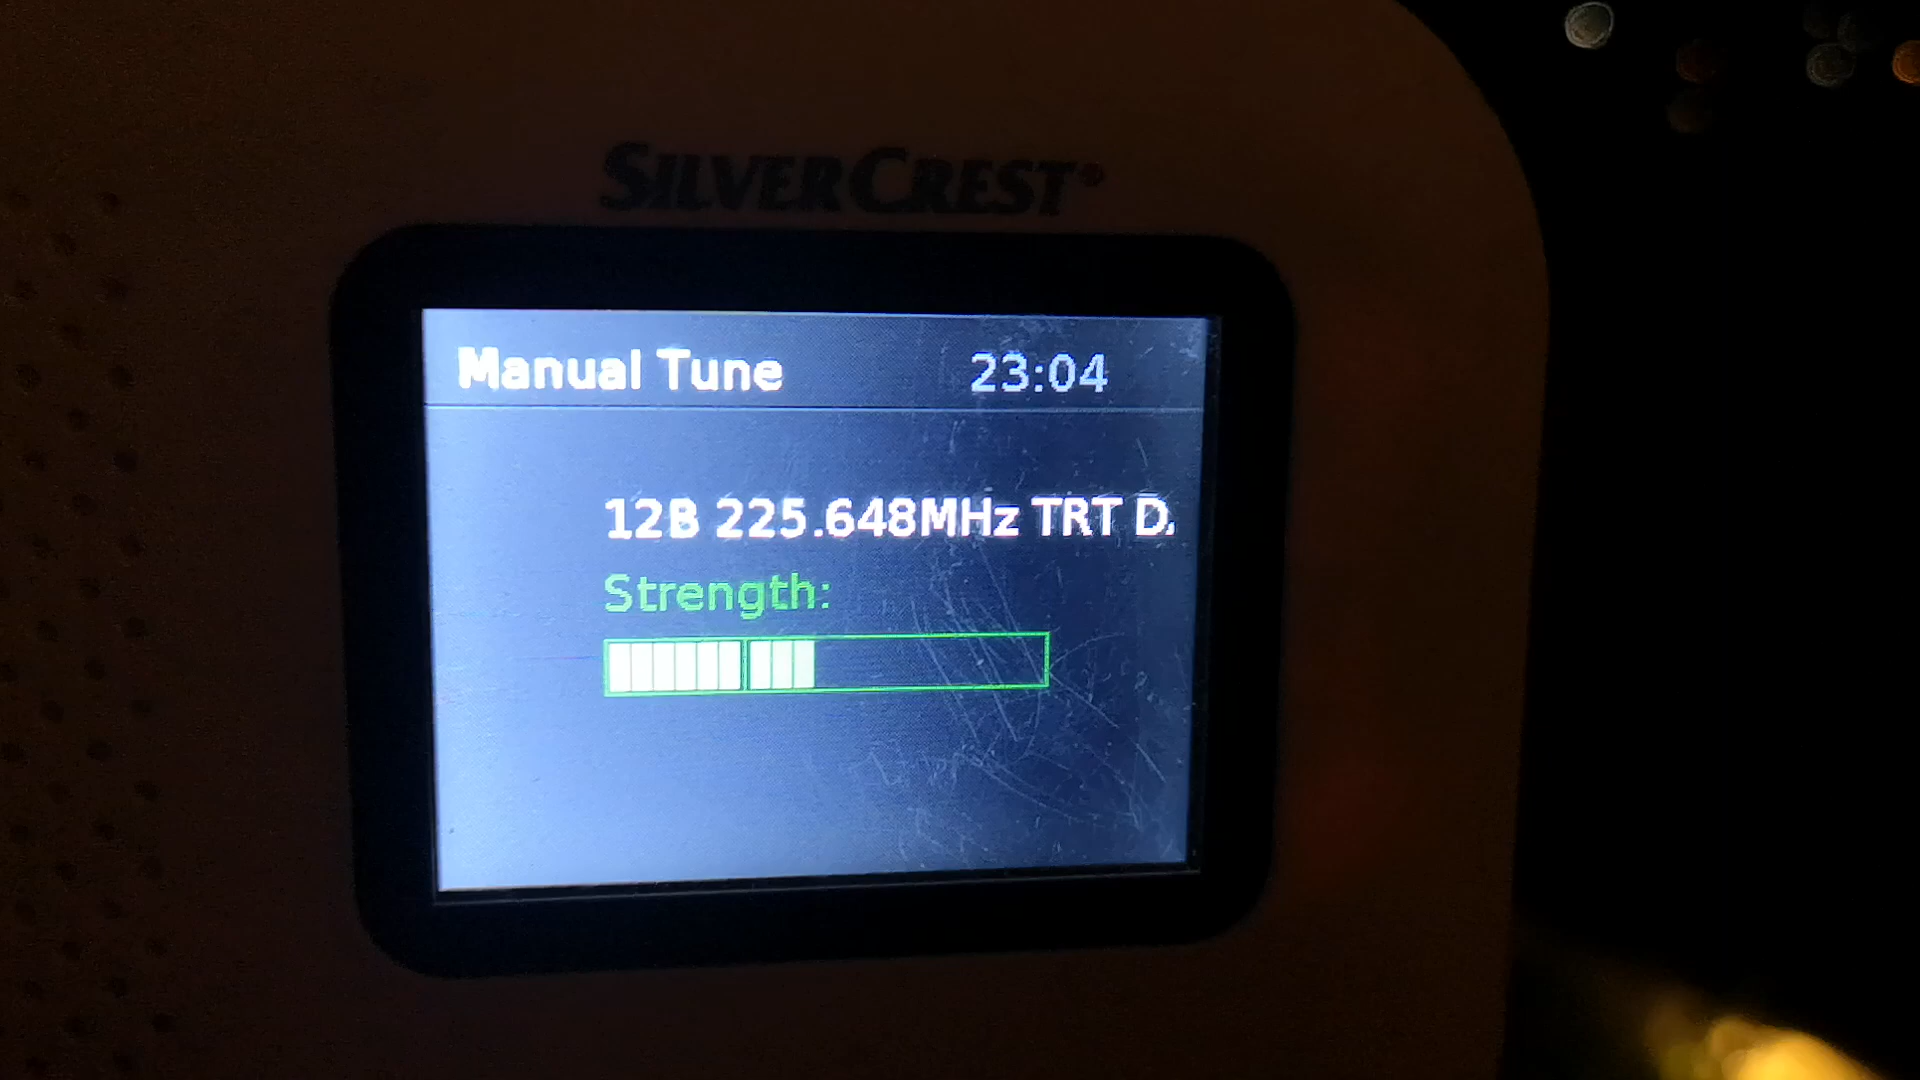 SILVERCREST®
Manual Tune 23:04
12B 225.648MHz TRT D
Strength: